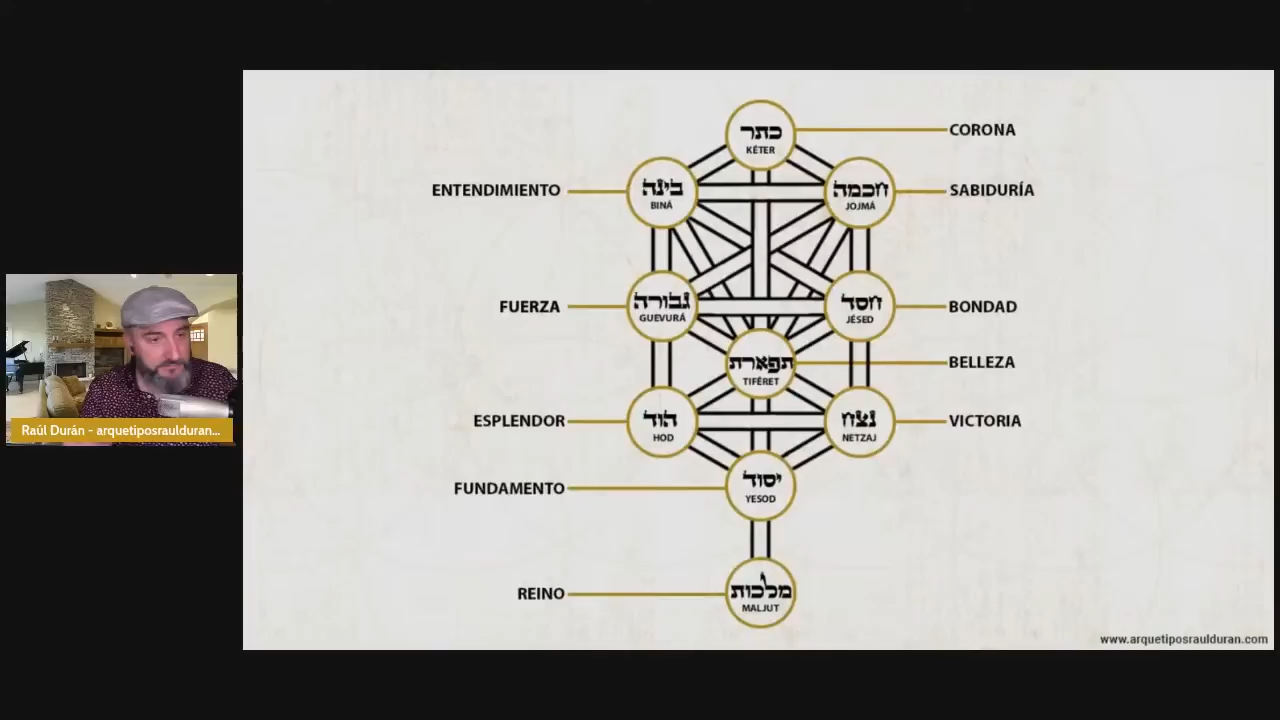 כתר
KÉTER
CORONA
ENTENDIMIENTO
בינה
BINÁ
חכמה
JOJMÁ
SABIDURÍA
FUERZA
גבורה
GUEVURÁ
חסד
JÉSED
BONDAD
תפארת
TIFÉRET
BELLEZA
ESPLENDOR
הוד
HOD
נצח
NETZAJ
VICTORIA
FUNDAMENTO
יסוד
YESOD
REINO
מלכות
MALJUT
Raúl Durán - arquetiposraulduran...
www.arquetiposraulduran.com